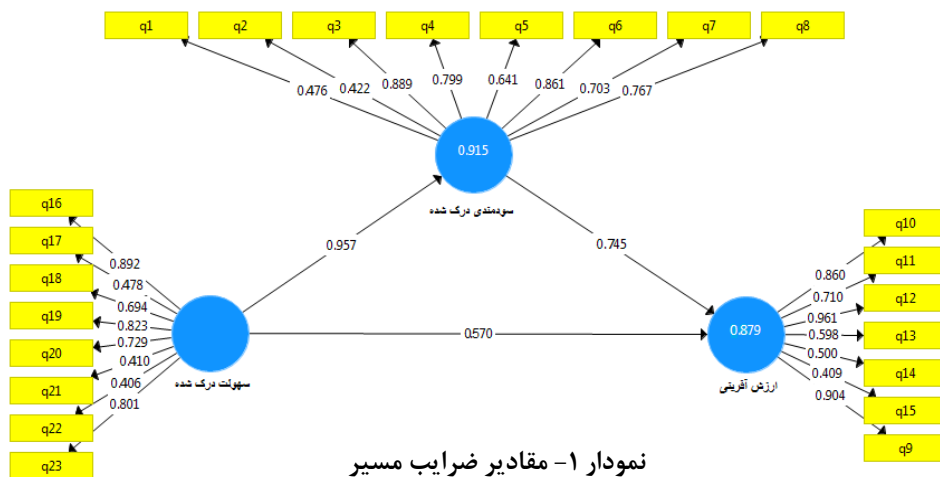 q1 q2 q3 q4 q5 q6 q7 q8
0.476 0.422 0.889 0.799 0.641 0.861 0.703 0.767
0.915
سودمندی درک شده
0.957
0.745
q16
q17
q18
q19
q20
q21
q22
q23
0.892
0.478
0.694
0.823
0.729
0.410
0.406
0.801
سهولت درک شده
0.570
0.879
ارزش آفرینی
0.860
0.710
0.961
0.598
0.500
0.409
0.904
q10
q11
q12
q13
q14
q15
q9
نمودار ۱- مقادیر ضرایب مسیر